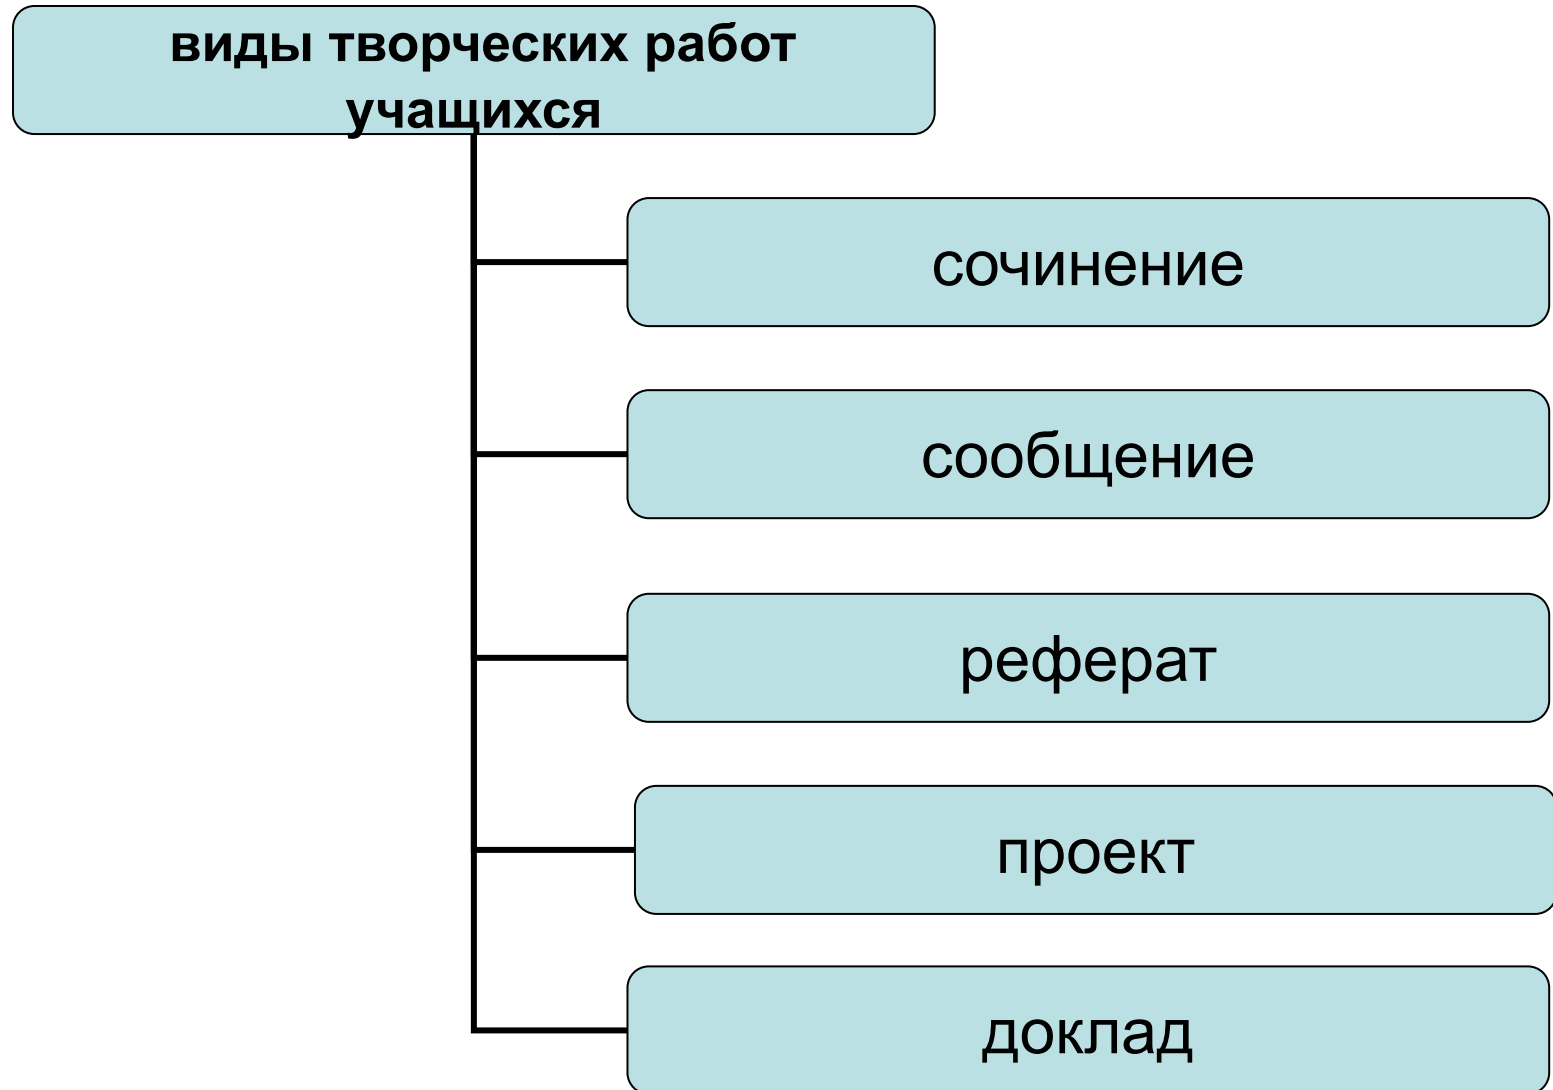 виды творческих работ
учащихся
сочинение
сообщение
реферат
проект
доклад